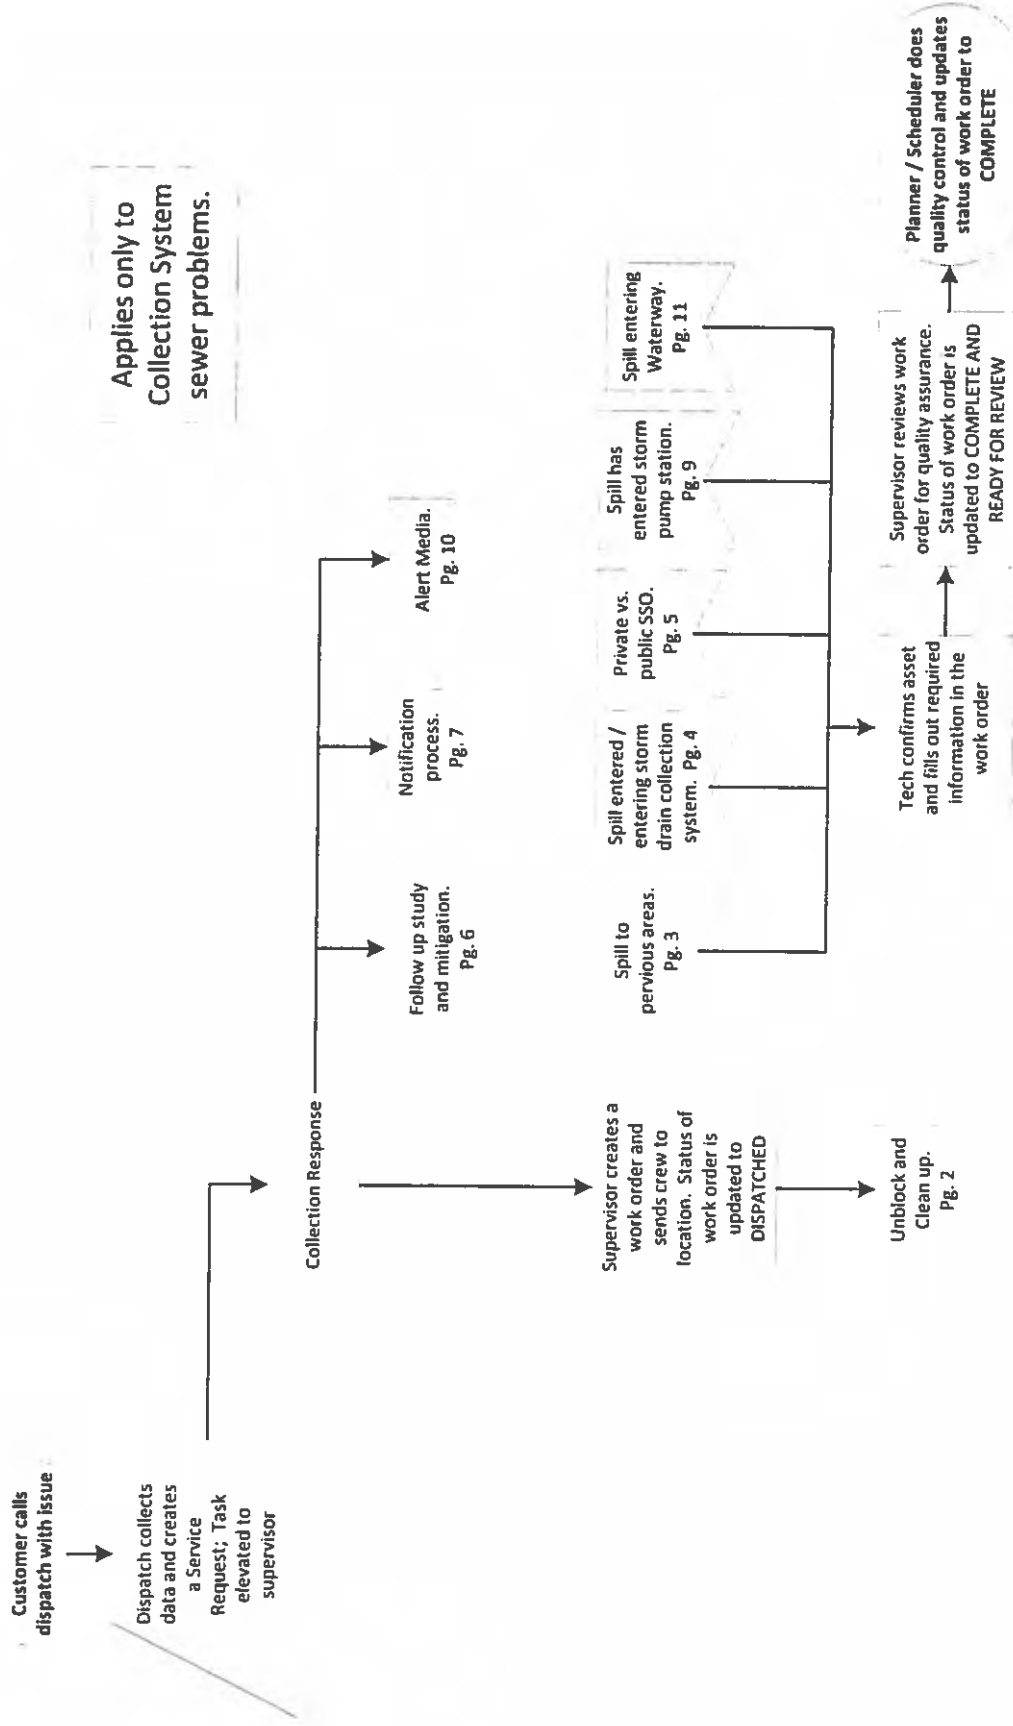 Customer calls
dispatch with issue
Dispatch collects
data and creates
a Service
Request; Task
elevated to
supervisor
Applies only to
Collection System
sewer problems.
Collection Response
Follow up study
and mitigation.
Pg. 6
Notification
process.
Pg. 7
Alert Media.
Pg. 10
Supervisor creates a
work order and
sends crew to
location. Status of
work order is
updated to
DISPATCHED
Spill to
pervious areas.
Pg. 3
Spill entered /
entering storm
drain collection
system. Pg. 4
Private vs.
public SSO.
Pg. 5
Spill has
entered storm
pump station.
Pg. 9
Spill entering
Waterway.
Pg. 11
Unblock and
Clean up.
Pg. 2
Tech confirms asset
and fills out required
information in the
work order
Supervisor reviews work
order for quality assurance.
Status of work order is
updated to COMPLETE AND
READY FOR REVIEW
Planner / Scheduler does
quality control and updates
status of work order to
COMPLETE